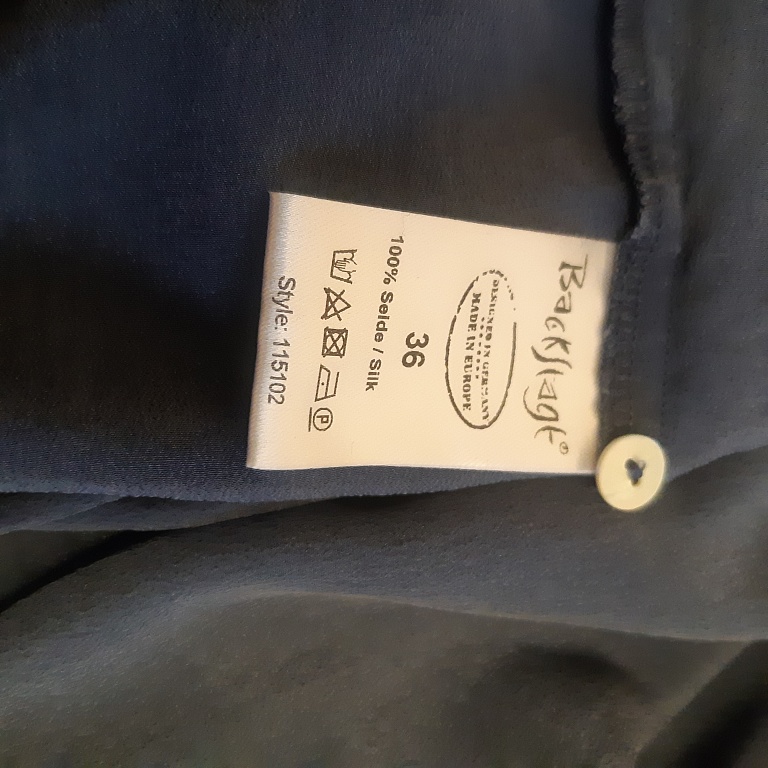 Backstage®
DESIGNED IN GERMANY
MADE IN EUROPE
36
100% Seide / Silk
P
Style: 115102